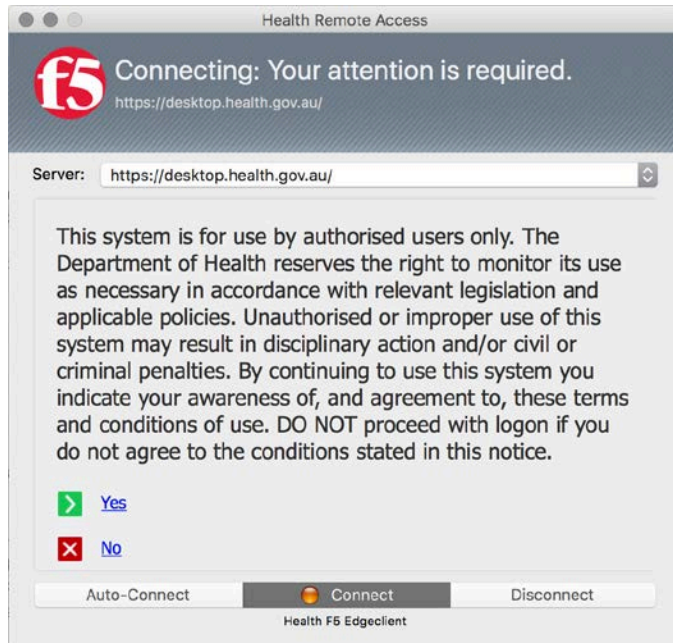 Health Remote Access
f5
Connecting: Your attention is required.
https://desktop.health.gov.au/
Server: https://desktop.health.gov.au/
This system is for use by authorised users only. The
Department of Health reserves the right to monitor its use
as necessary in accordance with relevant legislation and
applicable policies. Unauthorised or improper use of this
system may result in disciplinary action and/or civil or
criminal penalties. By continuing to use this system you
indicate your awareness of, and agreement to, these terms
and conditions of use. DO NOT proceed with logon if you
do not agree to the conditions stated in this notice.
Yes
No
Auto-Connect Connect Disconnect
Health F5 Edgeclient